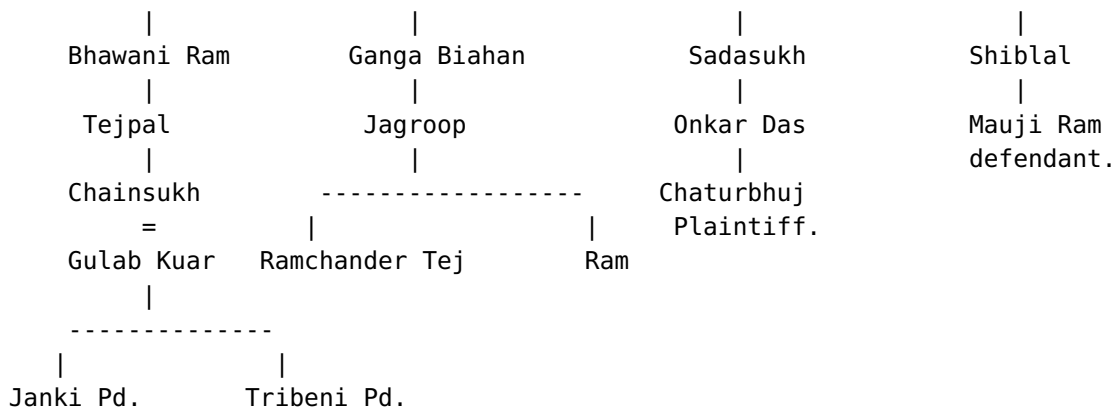 Bhawani Ram Ganga Biahan Sadasukh Shiblal
Tejpal Jagroop Onkar Das Mauji Ram
defendant.
Chainsukh ------------------ Chaturbhuj
= Plaintiff.
Gulab Kuar Ramchander Tej Ram
--------------
Janki Pd. Tribeni Pd.